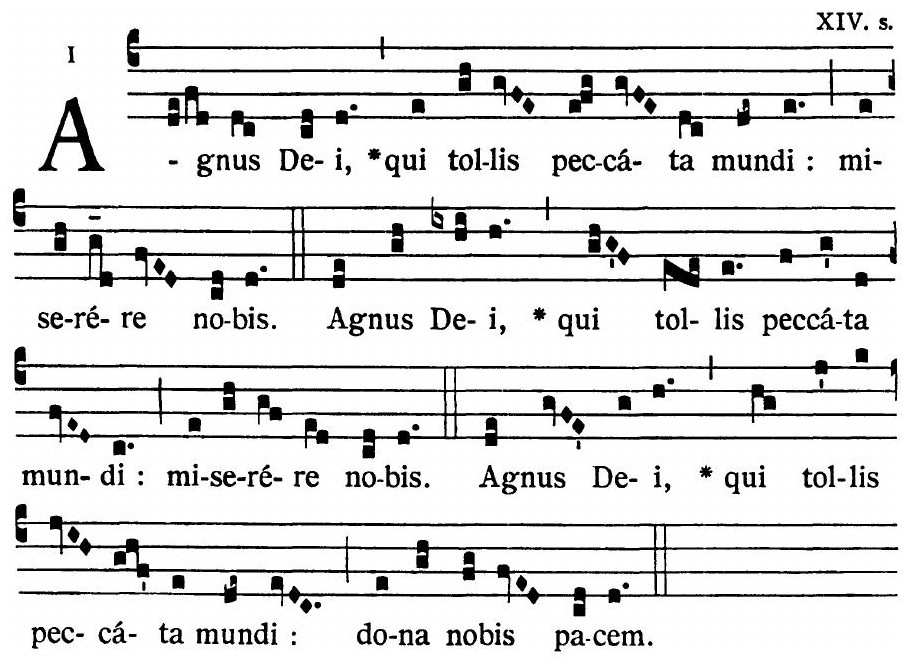 XIV. s.
I
A - gnus De- i, *qui tol-lis pec-cá- ta mundi : mi-
se-ré- re no-bis. Agnus De- i, * qui tol- lis peccá-ta
mun- di : mi-se-ré- re no-bis. Agnus De- i, * qui tol-lis
pec- cá- ta mundi : do-na nobis pa-cem.